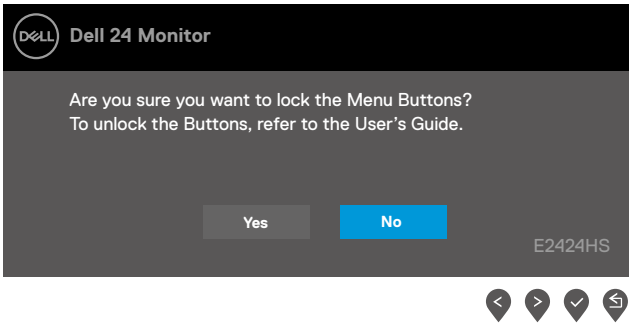 DELL
Dell 24 Monitor
Are you sure you want to lock the Menu Buttons?
To unlock the Buttons, refer to the User’s Guide.
Yes
No
E2424HS